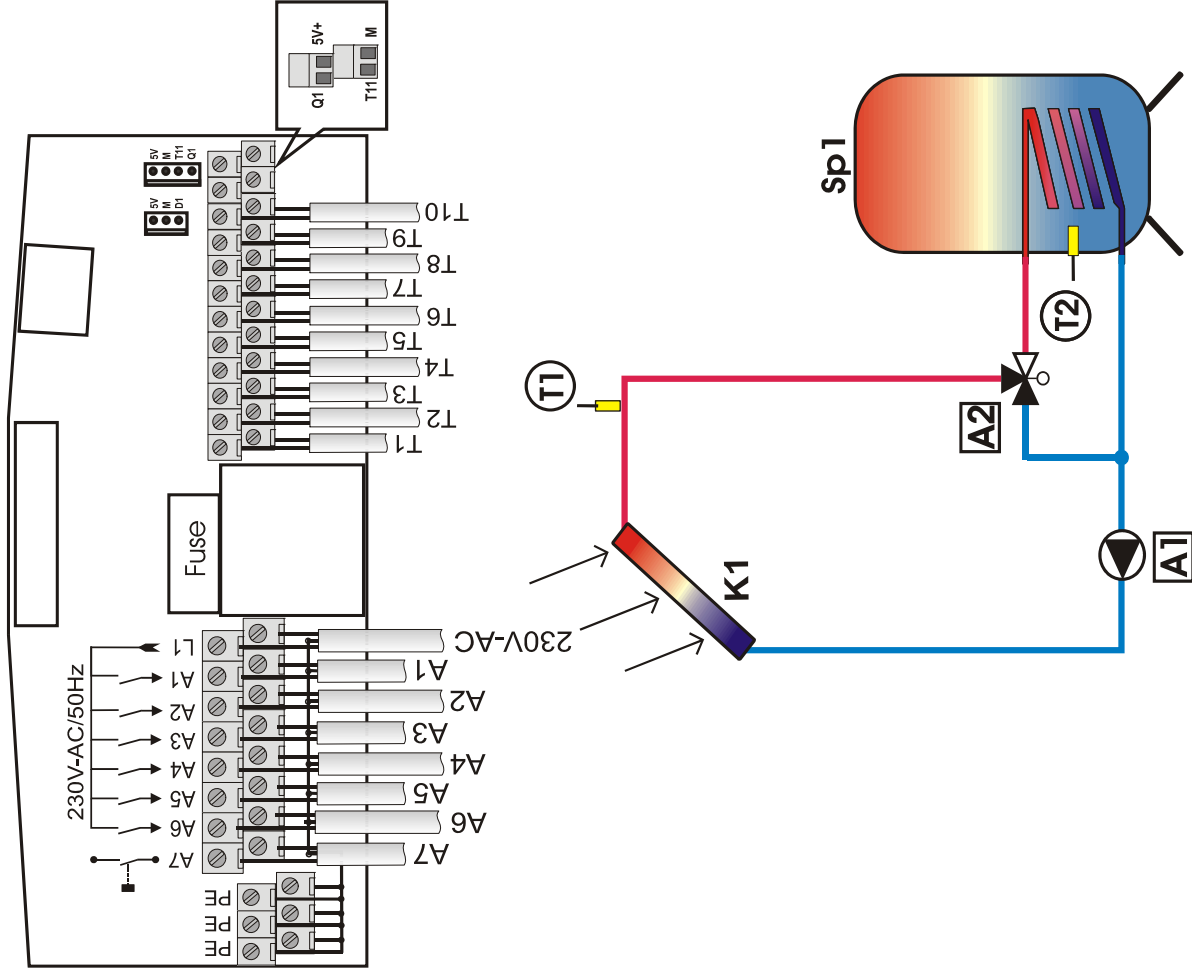 5V+
Q1
M
T11
5V
M
T11
Q1
5V
M
D1
T10
T9
T8
T7
T6
T5
T4
T3
T2
T1
Fuse
230V-AC/50Hz
L1
A1
A2
A3
A4
A5
A6
A7
PE
PE
PE
230V-AC
A1
A2
A3
A4
A5
A6
A7
Sp1
T2
T1
A2
K1
A1